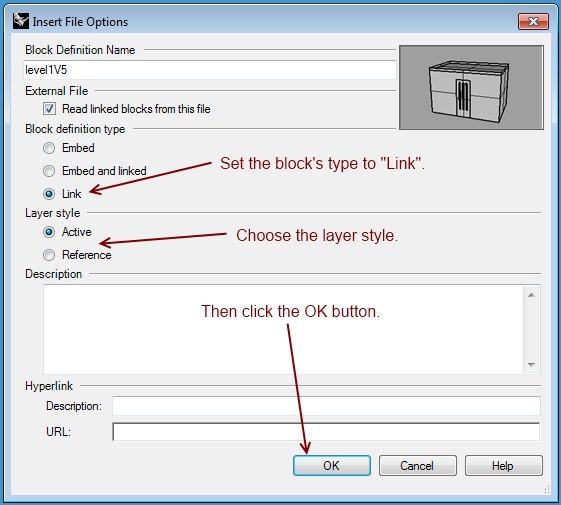 Insert File Options
Block Definition Name
level1V5
External File
Read linked blocks from this file
Block definition type
Embed
Embed and linked
Set the block's type to "Link".
Link
Layer style
Active
Choose the layer style.
Reference
Description
Then click the OK button.
Hyperlink
Description:
URL:
OK Cancel Help